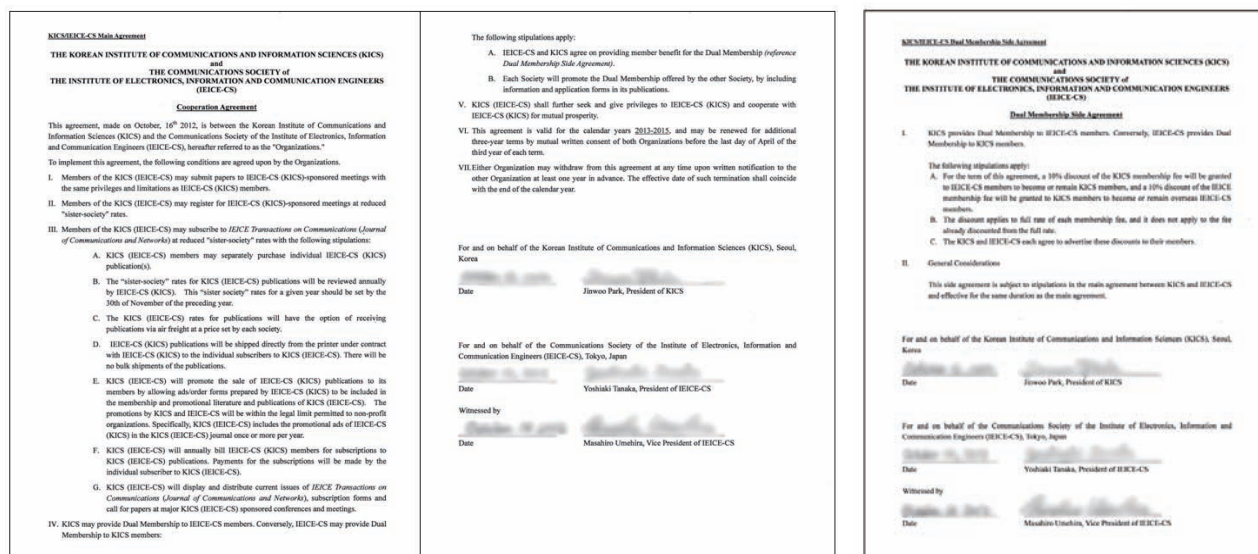 KICS/IEICE-CS Main Agreement
THE KOREAN INSTITUTE OF COMMUNICATIONS AND INFORMATION SCIENCES (KICS)
and
THE COMMUNICATIONS SOCIETY of
THE INSTITUTE OF ELECTRONICS, INFORMATION AND COMMUNICATION ENGINEERS
(IEICE-CS)
Cooperation Agreement
This agreement, made on October, 16th 2012, is between the Korean Institute of Communications and
Information Sciences (KICS) and the Communications Society of the Institute of Electronics, Information
and Communication Engineers (IEICE-CS), hereafter referred to as the "Organizations."
To implement this agreement, the following conditions are agreed upon by the Organizations.
I. Members of the KICS (IEICE-CS) may submit papers to IEICE-CS (KICS)-sponsored meetings with
the same privileges and limitations as IEICE-CS (KICS) members.
II. Members of the KICS (IEICE-CS) may register for IEICE-CS (KICS)-sponsored meetings at reduced
"sister-society" rates.
III. Members of the KICS (IEICE-CS) may subscribe to IEICE Transactions on Communications (Journal
of Communications and Networks) at reduced "sister-society" rates with the following stipulations:
A. KICS (IEICE-CS) members may separately purchase individual IEICE-CS (KICS)
publication(s).
B. The "sister-society" rates for KICS (IEICE-CS) publications will be reviewed annually
by IEICE-CS (KICS). This "sister society" rates for a given year should be set by the
30th of November of the preceding year.
C. The KICS (IEICE-CS) rates for publications will have the option of receiving
publications via air freight at a price set by each society.
D. IEICE-CS (KICS) publications will be shipped directly from the printer under contract
with IEICE-CS (KICS) to the individual subscribers to KICS (IEICE-CS). There will be
no bulk shipments of the publications.
E. KICS (IEICE-CS) will promote the sale of IEICE-CS (KICS) publications to its
members by allowing ads/order forms prepared by IEICE-CS (KICS) to be included in
the membership and promotional literature and publications of KICS (IEICE-CS). The
promotions by KICS and IEICE-CS will be within the legal limit permitted to non-profit
organizations. Specifically, KICS (IEICE-CS) includes the promotional ads of IEICE-CS
(KICS) in the KICS (IEICE-CS) journal once or more per year.
F. KICS (IEICE-CS) will annually bill IEICE-CS (KICS) members for subscriptions to
KICS (IEICE-CS) publications. Payments for the subscriptions will be made by the
individual subscriber to KICS (IEICE-CS).
G. KICS (IEICE-CS) will display and distribute current issues of IEICE Transactions on
Communications (Journal of Communications and Networks), subscription forms and
call for papers at major KICS (IEICE-CS) sponsored conferences and meetings.
IV. KICS may provide Dual Membership to IEICE-CS members. Conversely, IEICE-CS may provide Dual
Membership to KICS members:
The following stipulations apply:
A. IEICE-CS and KICS agree on providing member benefit for the Dual Membership (reference
Dual Membership Side Agreement).
B. Each Society will promote the Dual Membership offered by the other Society, by including
information and application forms in its publications.
V. KICS (IEICE-CS) shall further seek and give privileges to IEICE-CS (KICS) and cooperate with
IEICE-CS (KICS) for mutual prosperity.
VI. This agreement is valid for the calendar years 2013-2015, and may be renewed for additional
three-year terms by mutual written consent of both Organizations before the last day of April of the
third year of each term.
VII. Either Organization may withdraw from this agreement at any time upon written notification to the
other Organization at least one year in advance. The effective date of such termination shall coincide
with the end of the calendar year.
For and on behalf of the Korean Institute of Communications and Information Sciences (KICS), Seoul,
Korea
Date Jinwoo Park, President of KICS
For and on behalf of the Communications Society of the Institute of Electronics, Information and
Communication Engineers (IEICE-CS), Tokyo, Japan
Date Yoshiaki Tanaka, President of IEICE-CS
Witnessed by
Date Masahiro Umehira, Vice President of IEICE-CS
KICS/IEICE-CS Dual Membership Side Agreement
THE KOREAN INSTITUTE OF COMMUNICATIONS AND INFORMATION SCIENCES (KICS)
and
THE COMMUNICATIONS SOCIETY of
THE INSTITUTE OF ELECTRONICS, INFORMATION AND COMMUNICATION ENGINEERS
(IEICE-CS)
Dual Membership Side Agreement
I. KICS provides Dual Membership to IEICE-CS members. Conversely, IEICE-CS provides Dual
Membership to KICS members.
The following stipulations apply:
A. For the term of this agreement, a 10% discount of the KICS membership fee will be granted
to IEICE-CS members to become or remain KICS members, and a 10% discount of the IEICE
membership fee will be granted to KICS members to become or remain overseas IEICE-CS
members.
B. The discount applies to full rate of each membership fee, and it does not apply to the fee
already discounted from the full rate.
C. The KICS and IEICE-CS each agree to advertise these discounts to their members.
II. General Considerations
This side agreement is subject to stipulations in the main agreement between KICS and IEICE-CS
and effective for the same duration as the main agreement.
For and on behalf of the Korean Institute of Communications and Information Sciences (KICS), Seoul,
Korea
Date Jinwoo Park, President of KICS
For and on behalf of the Communications Society of the Institute of Electronics, Information and
Communication Engineers (IEICE-CS), Tokyo, Japan
Date Yoshiaki Tanaka, President of IEICE-CS
Witnessed by
Date Masahiro Umehira, Vice President of IEICE-CS